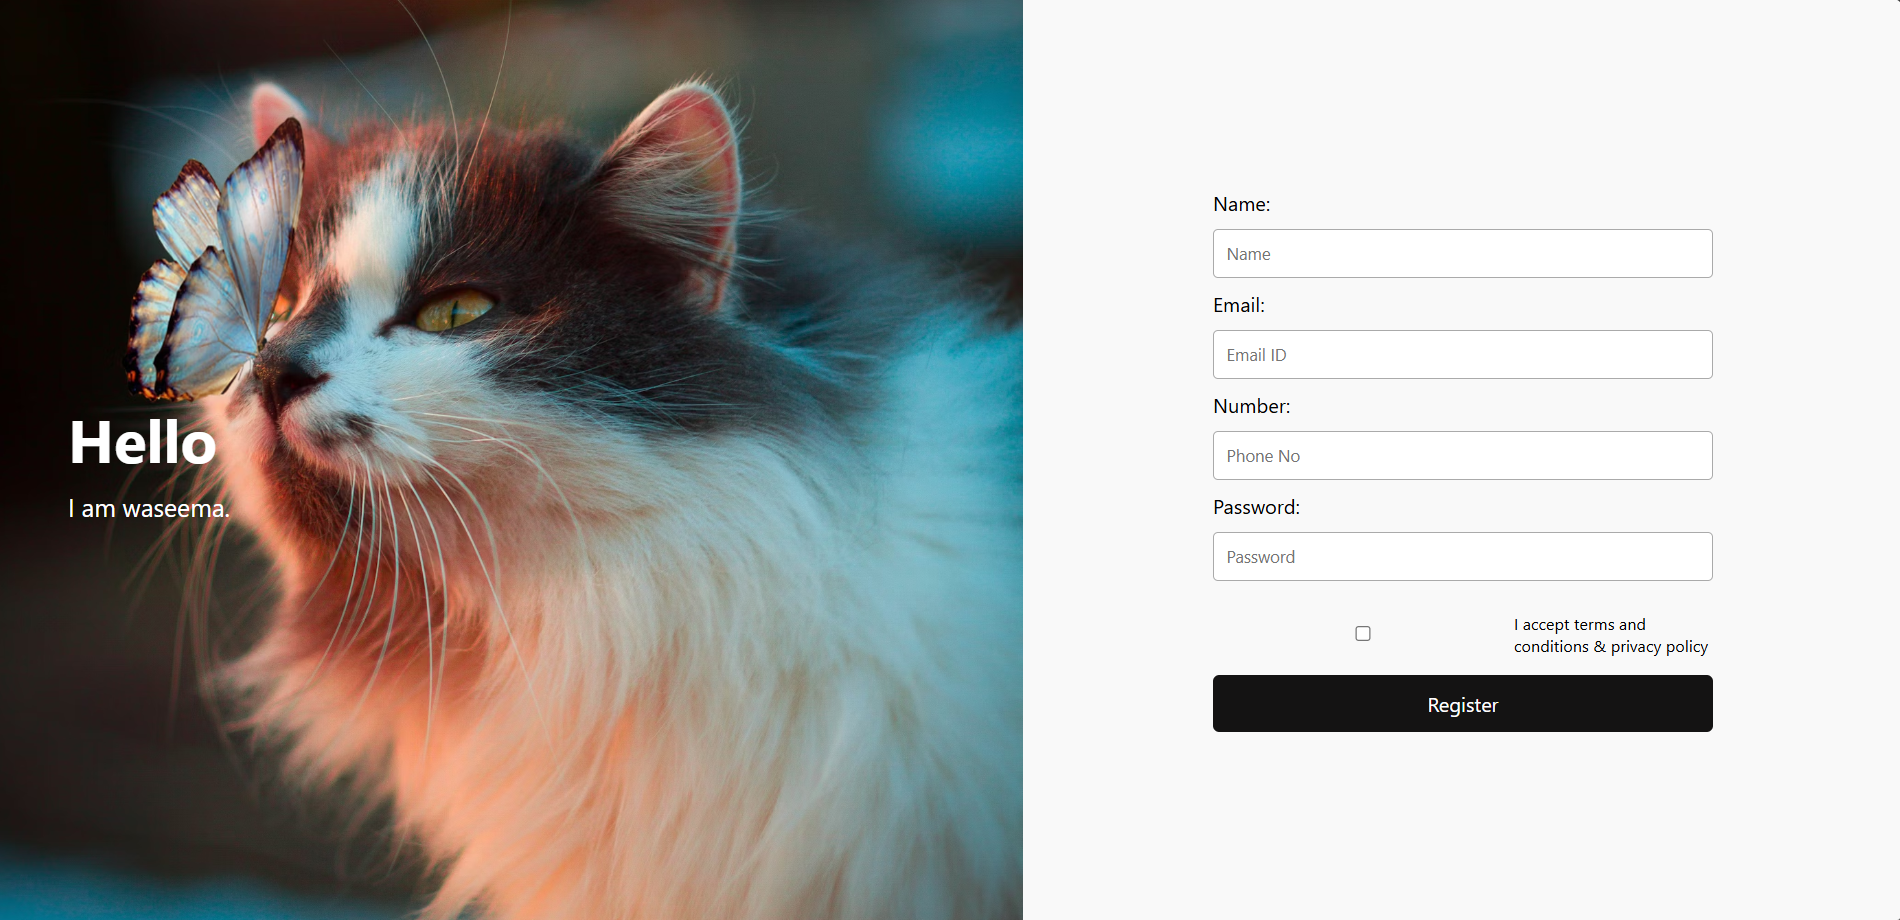 Hello
I am waseema.
Name:
Name
Email:
Email ID
Number:
Phone No
Password:
Password
I accept terms and
conditions & privacy policy
Register